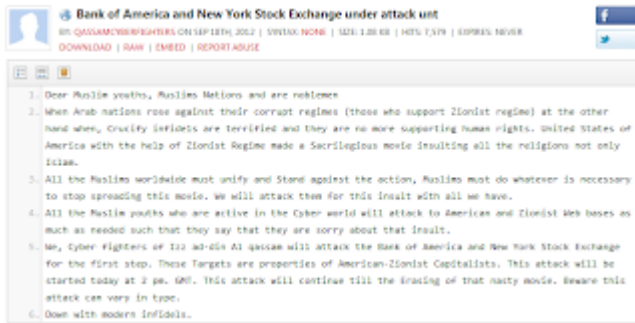 Bank of America and New York Stock Exchange under attack unt
BY: QASSAMCYBERFIGHTERS ON SEP 18TH, 2012 | SYNTAX: NONE | SIZE: 1.88 KB | HITS: 7,579 | EXPIRES: NEVER
DOWNLOAD | RAW | EMBED | REPORT ABUSE
1. Dear Muslim youths, Muslims Nations and are noblemen
2. When Arab nations rose against their corrupt regimes (those who support Zionist regime) at the other
hand when, Crucify infidels are terrified and they are no more supporting human rights. United States of
America with the help of Zionist Regime made a Sacrilegious movie insulting all the religions not only
Islam.
3. All the Muslims worldwide must unify and Stand against the action, Muslims must do whatever is necessary
to stop spreading this movie. We will attack them for this insult with all we have.
4. All the Muslim youths who are active in the Cyber world will attack to American and Zionist Web bases as
much as needed such that they say that they are sorry about that insult.
5. We, Cyber fighters of Izz ad-din Al qassam will attack the Bank of America and New York Stock Exchange
for the first step. These Targets are properties of American-Zionist Capitalists. This attack will be
started today at 2 pm. GMT. This attack will continue till the Erasing of that nasty movie. Beware this
attack can vary in type.
6. Down with modern infidels.